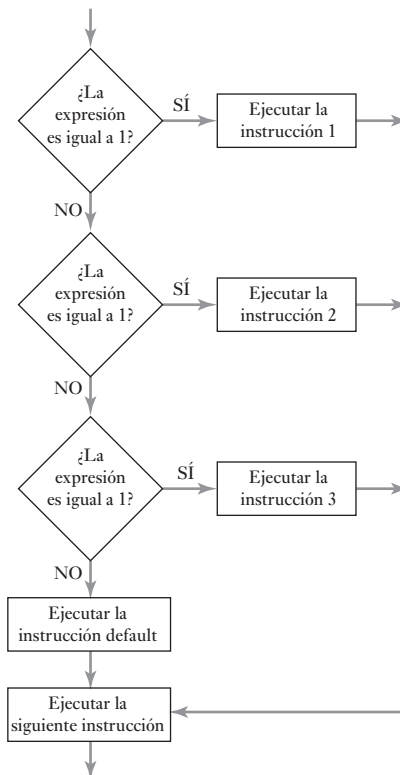 ¿La
expresión
es igual a 1?
SÍ
Ejecutar la
instrucción 1
NO
¿La
expresión
es igual a 1?
SÍ
Ejecutar la
instrucción 2
NO
¿La
expresión
es igual a 1?
SÍ
Ejecutar la
instrucción 3
NO
Ejecutar la
instrucción default
Ejecutar la
siguiente instrucción